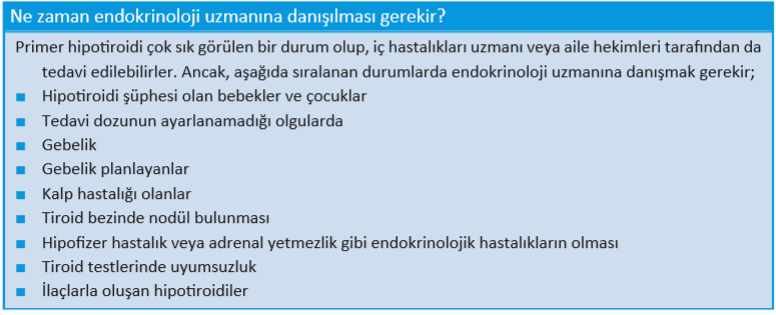 Ne zaman endokrinoloji uzmanına danışılması gerekir?
Primer hipotiroidi çok sık görülen bir durum olup, iç hastalıkları uzmanı veya aile hekimleri tarafından da
tedavi edilebilirler. Ancak, aşağıda sıralanan durumlarda endokrinoloji uzmanına danışmak gerekir;
■ Hipotiroidi şüphesi olan bebekler ve çocuklar
■ Tedavi dozunun ayarlanamadığı olgularda
■ Gebelik
■ Gebelik planlayanlar
■ Kalp hastalığı olanlar
■ Tiroid bezinde nodül bulunması
■ Hipofizer hastalık veya adrenal yetmezlik gibi endokrinolojik hastalıkların olması
■ Tiroid testlerinde uyumsuzluk
■ İlaçlarla oluşan hipotiroidiler